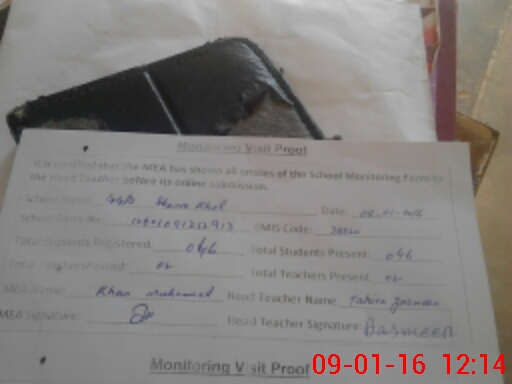 Monitoring Visit Proof
It is certified that the MEA has shown all entries of the School Monitoring Form to
the Head Teacher before its online submission.
School Name: Khel Date: 09-01-2016
School Form No: EMIS Code:
Total Students Registered: 046 Total Students Present: 046
Total Teachers Posted: 02 Total Teachers Present: 02
MEA Name: Khan Muhammad Head Teacher Name: Tahira
MEA Signature: Head Teacher Signature:
Monitoring Visit Proof
09-01-16 12:14